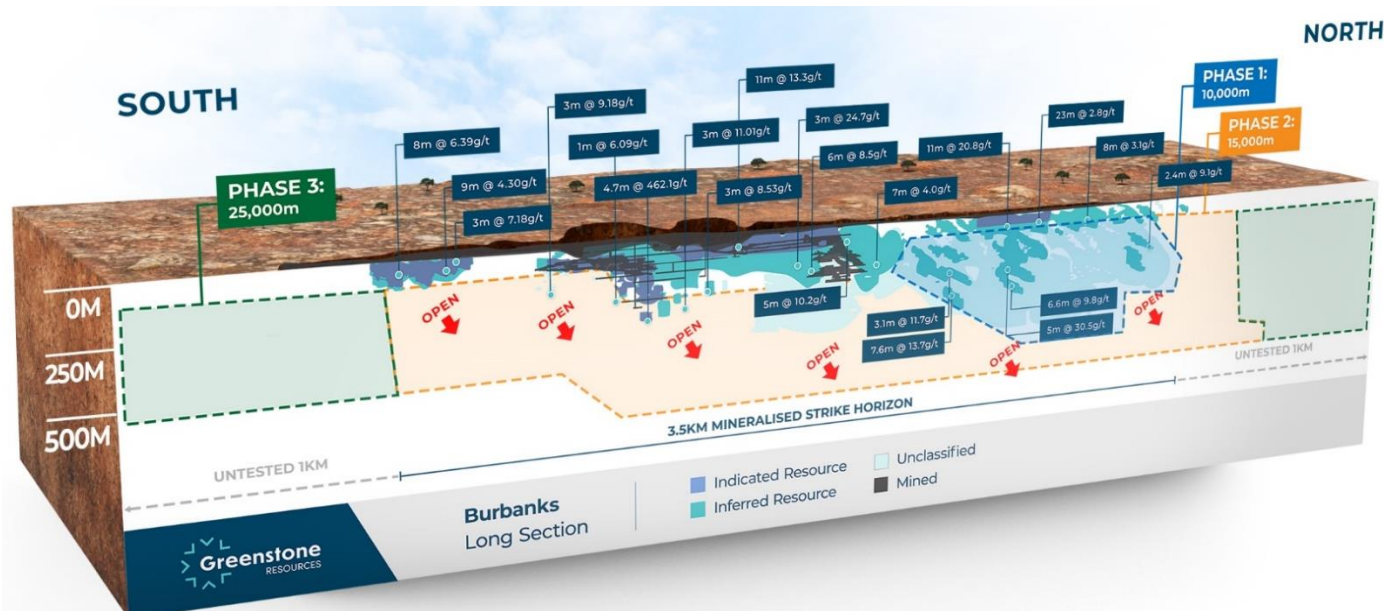 SOUTH
NORTH
PHASE 1:
10,000m
PHASE 2:
15,000m
PHASE 3:
25,000m
8m @ 6.39g/t
9m @ 4.30g/t
3m @ 7.18g/t
3m @ 9.18g/t
1m @ 6.09g/t
4.7m @ 462.1g/t
3m @ 11.01g/t
3m @ 8.53g/t
11m @ 13.3g/t
3m @ 24.7g/t
6m @ 8.5g/t
7m @ 4.0g/t
11m @ 20.8g/t
23m @ 2.8g/t
8m @ 3.1g/t
2.4m @ 9.1g/t
5m @ 10.2g/t
3.1m @ 11.7g/t
7.6m @ 13.7g/t
6.6m @ 9.8g/t
5m @ 30.5g/t
0M
250M
500M
OPEN
OPEN
OPEN
OPEN
OPEN
OPEN
UNTESTED 1KM
3.5KM MINERALISED STRIKE HORIZON
UNTESTED 1KM
Greenstone
RESOURCES
Burbanks
Long Section
Indicated Resource
Inferred Resource
Unclassified
Mined